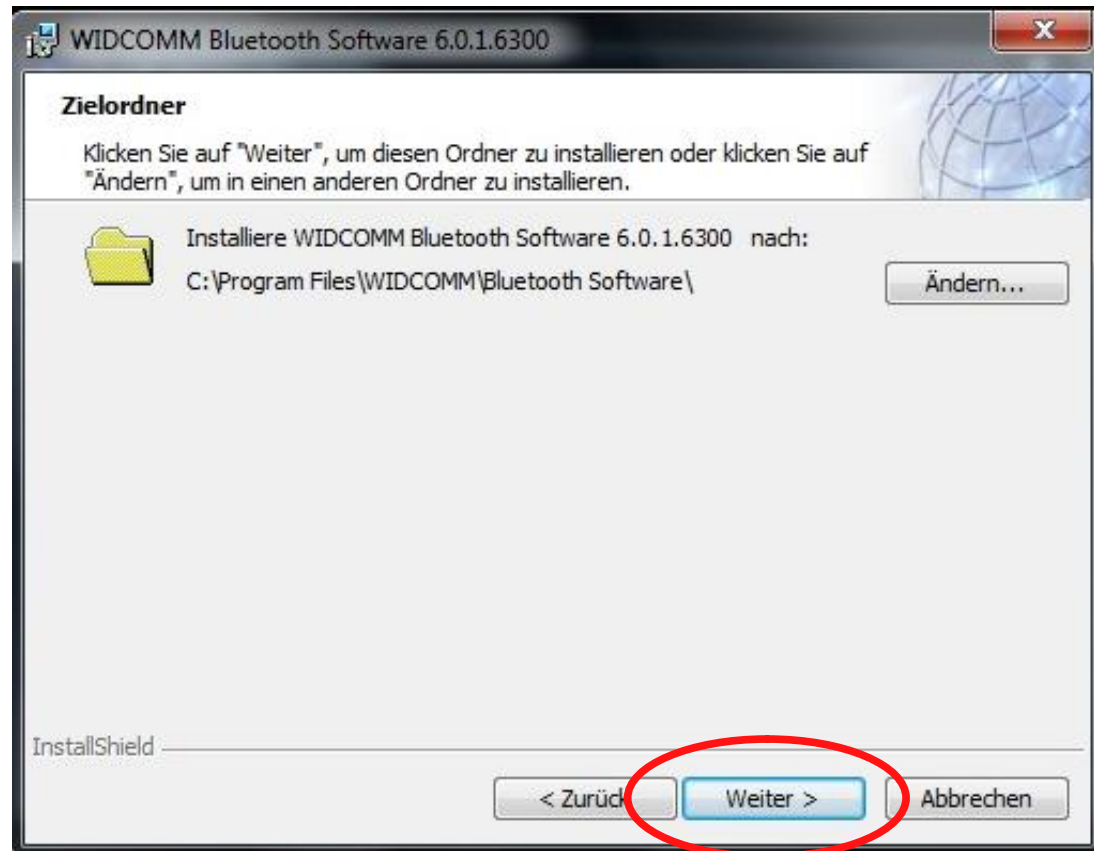 WIDCOMM Bluetooth Software 6.0.1.6300
x
Zielordner
Klicken Sie auf "Weiter", um diesen Ordner zu installieren oder klicken Sie auf
"Ändern", um in einen anderen Ordner zu installieren.
Installiere WIDCOMM Bluetooth Software 6.0.1.6300 nach:
C:\Program Files\WIDCOMM\Bluetooth Software\
Ändern...
InstallShield
< Zurück
Weiter >
Abbrechen